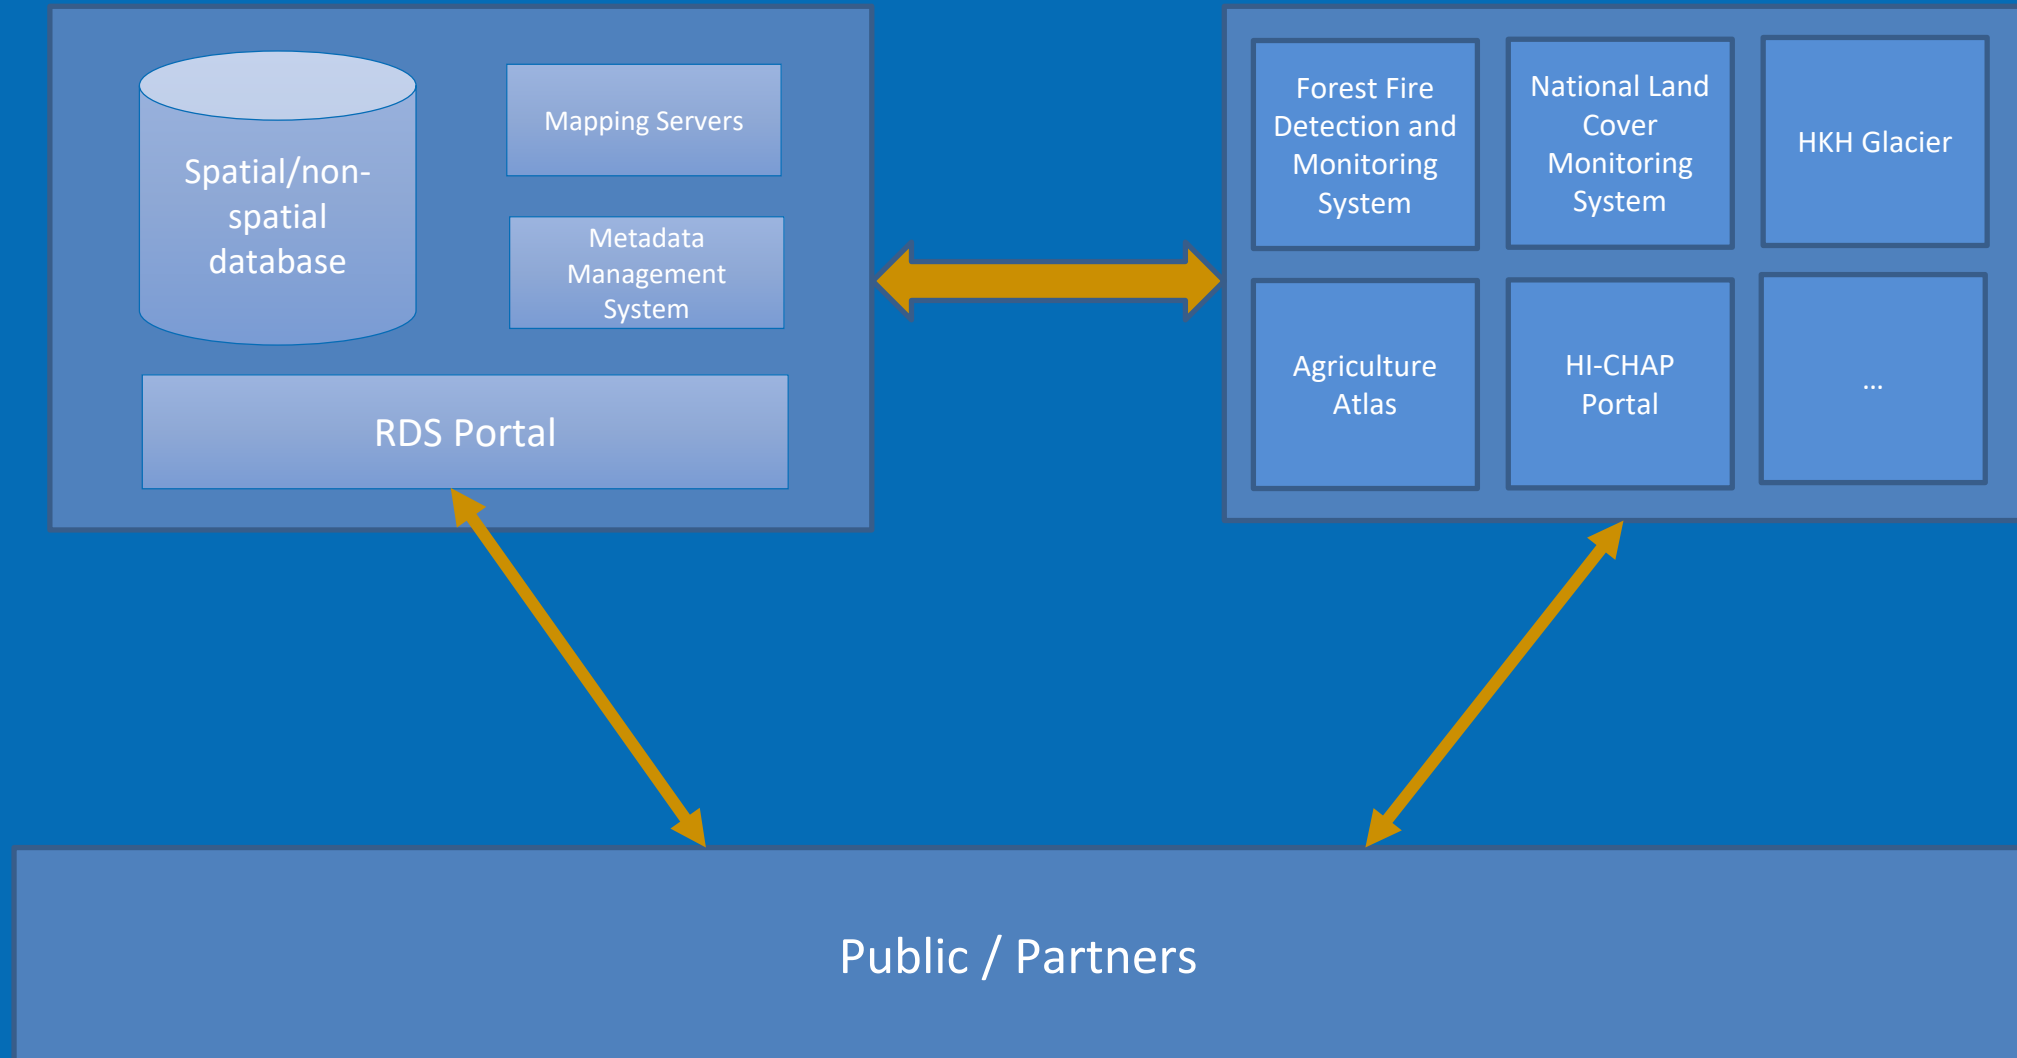 Spatial/non-
spatial
database
Mapping Servers
Metadata
Management
System
RDS Portal
Forest Fire
Detection and
Monitoring
System
National Land
Cover
Monitoring
System
HKH Glacier
Agriculture
Atlas
HI-CHAP
Portal
...
Public / Partners